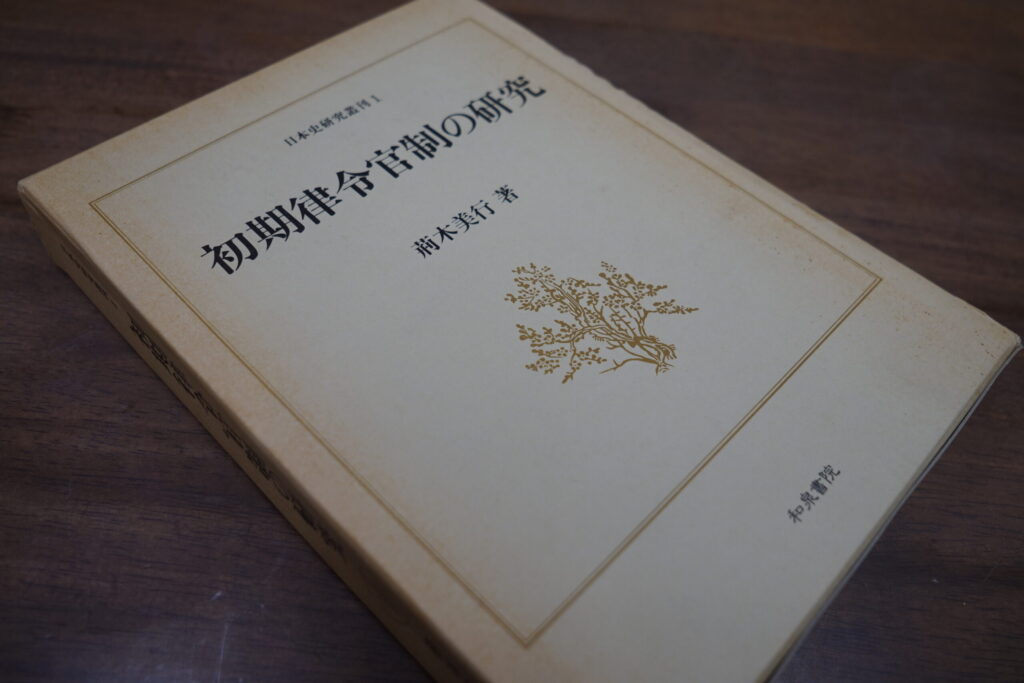 日本史研究叢刊 1
初期律令官制の研究
荊木美行 著
和泉書院